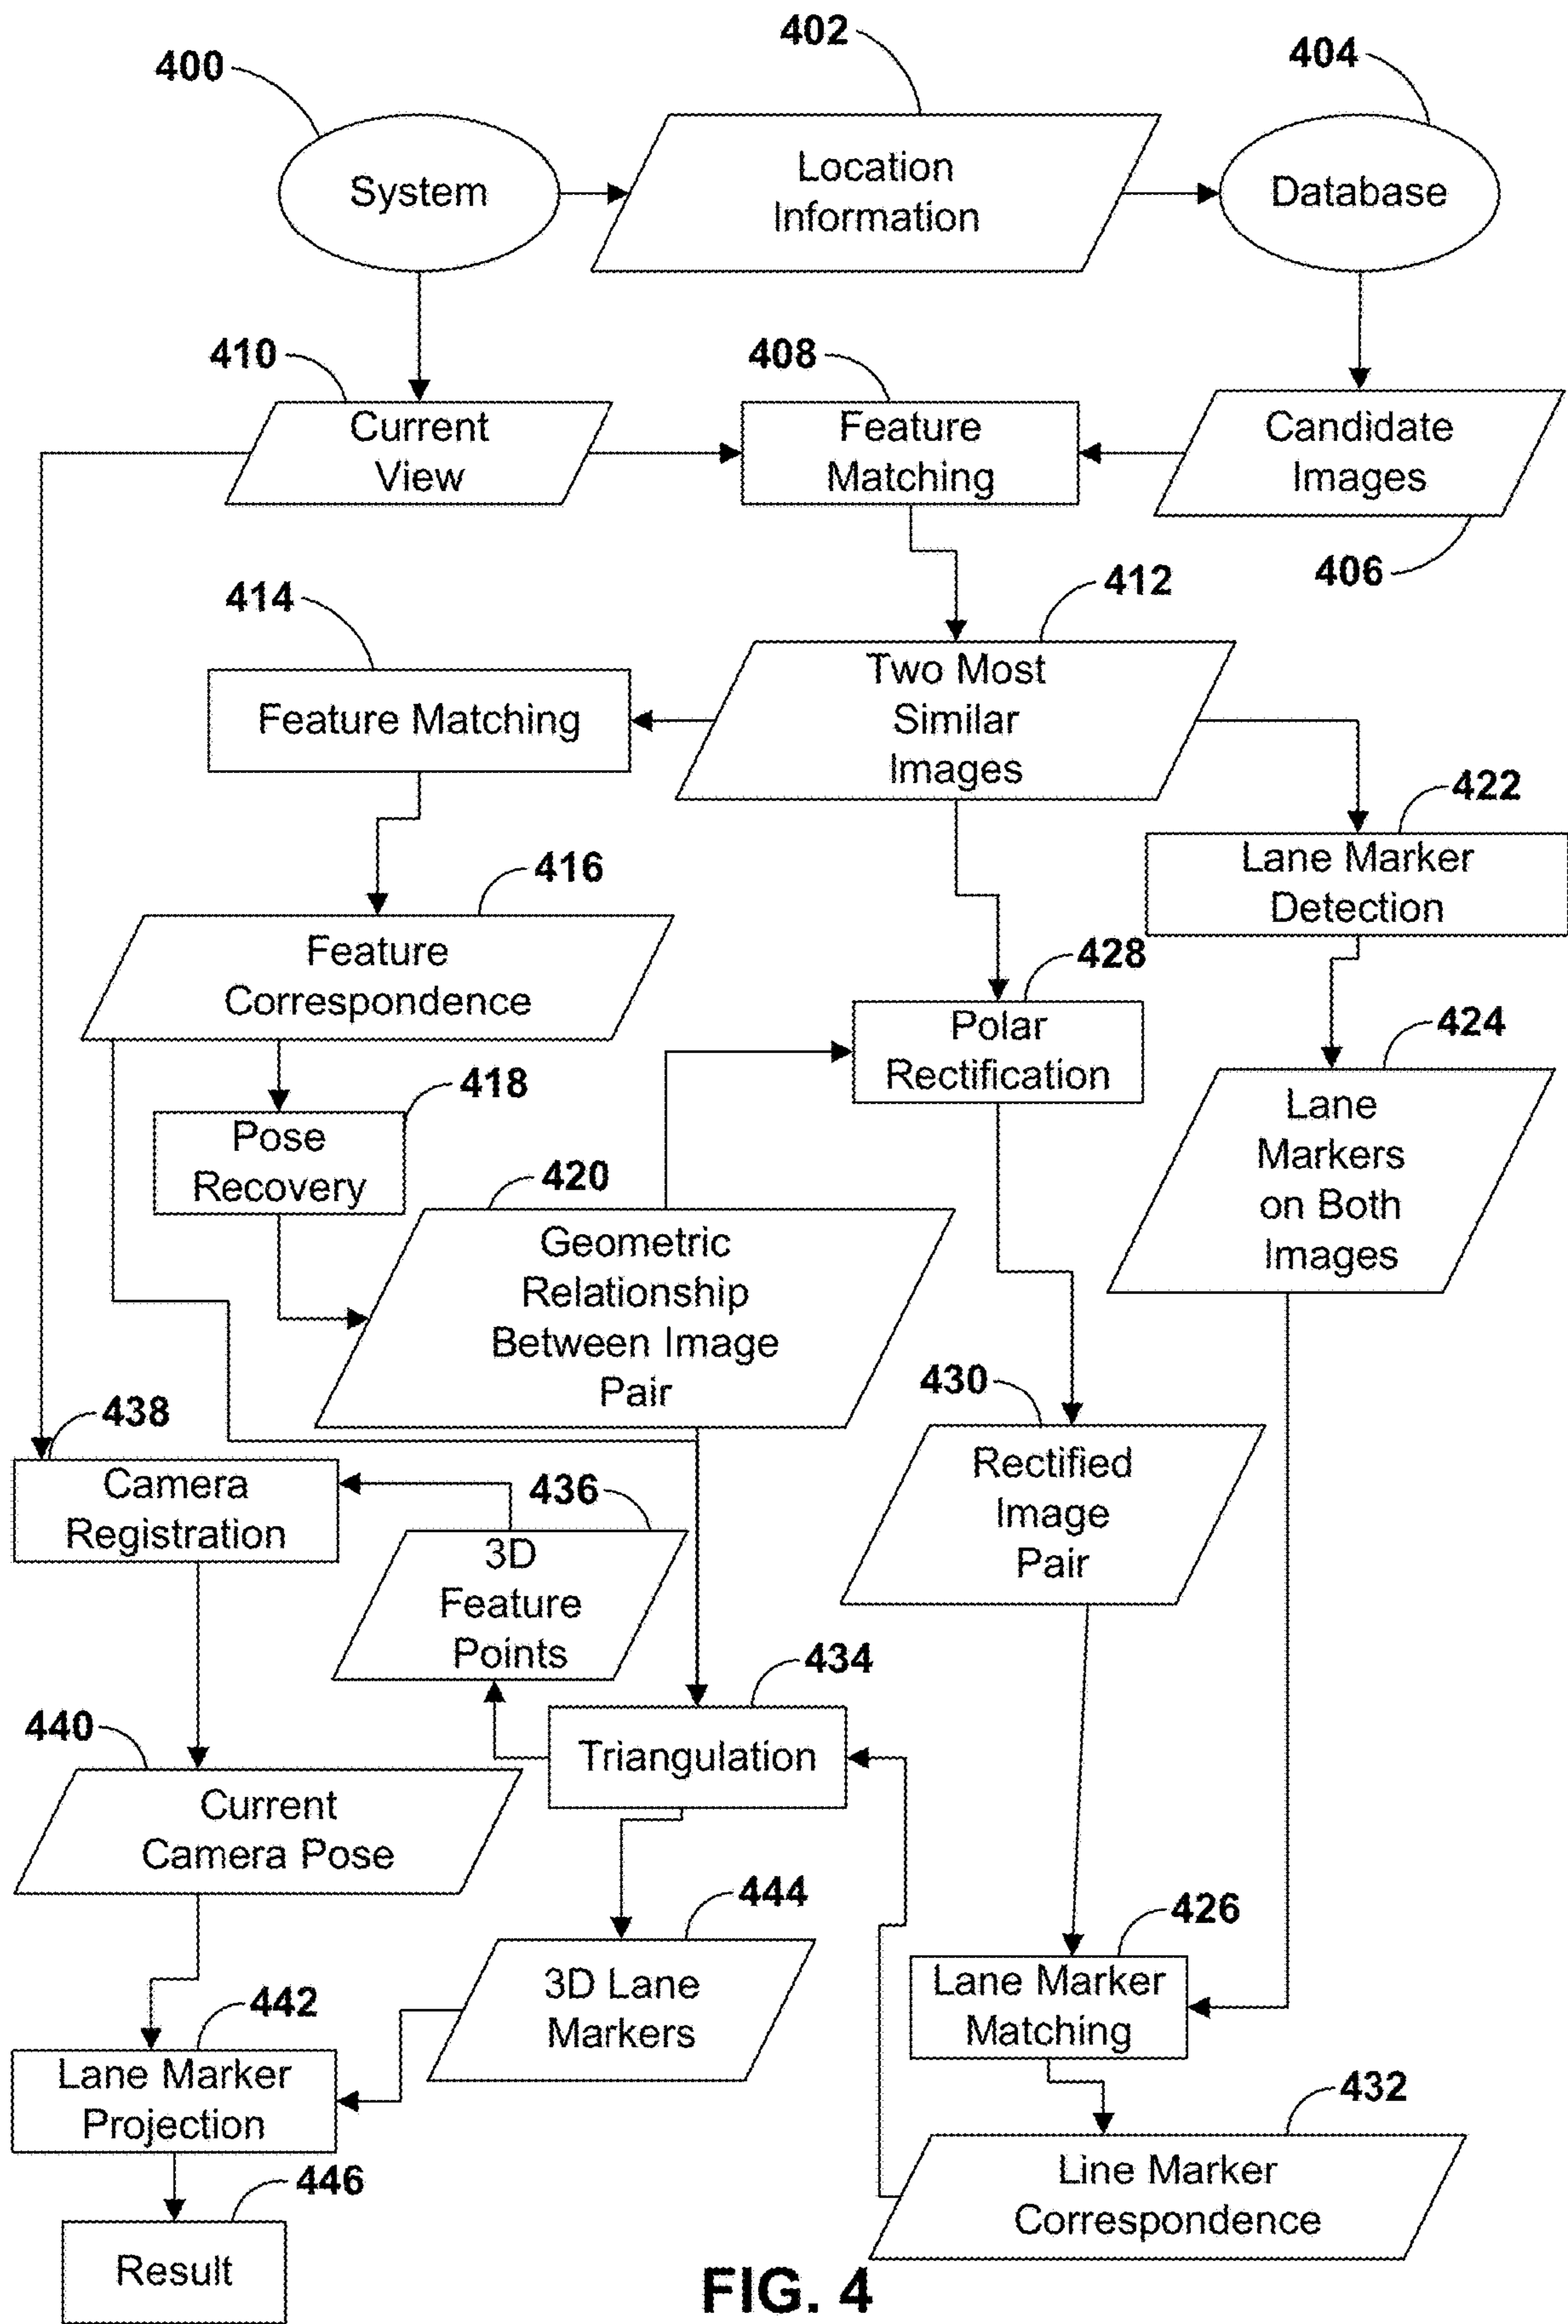 402
404
400
System
Location
Information
Database
410
408
Current
View
Feature
Matching
Candidate
Images
406
414
412
Feature Matching
Two Most
Similar
Images
422
Lane Marker
Detection
416
Feature
Correspondence
428
Polar
Rectification
424
Lane
Markers
on Both
Images
418
Pose
Recovery
420
Geometric
Relationship
Between Image
Pair
430
Rectified
Image
Pair
438
Camera
Registration
436
3D
Feature
Points
434
Triangulation
440
Current
Camera Pose
444
3D Lane
Markers
426
Lane Marker
Matching
442
Lane Marker
Projection
432
Line Marker
Correspondence
446
Result
FIG. 4